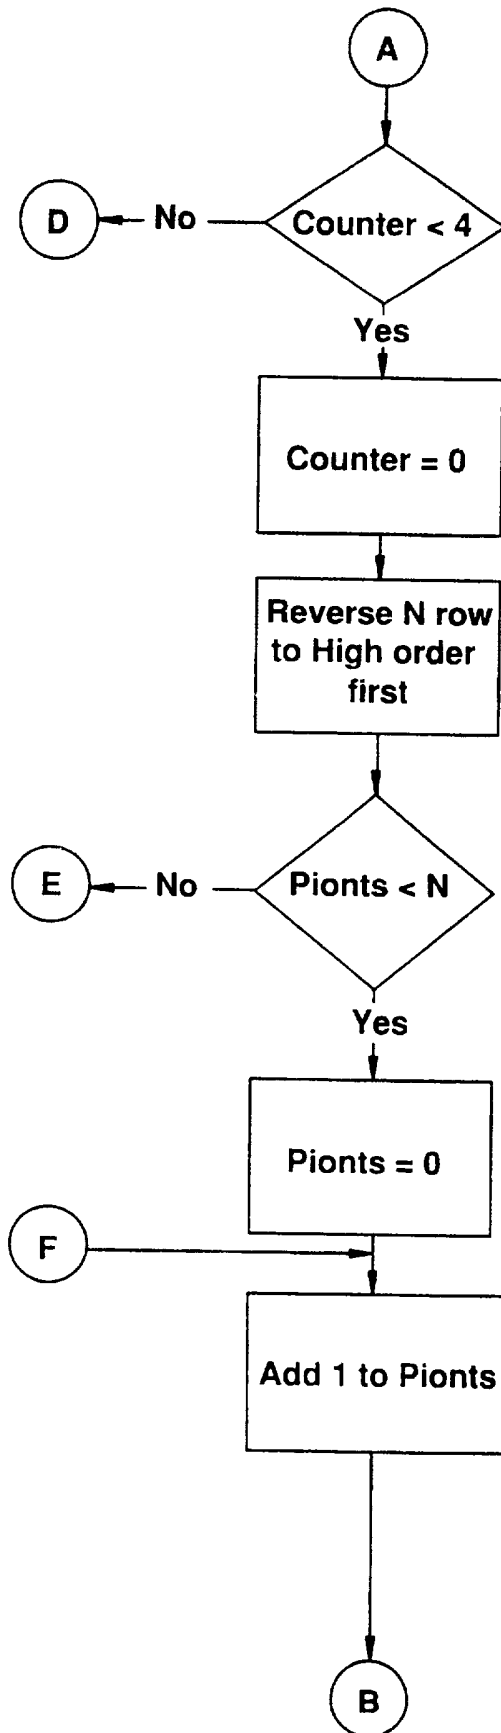 A
Counter < 4
No
D
Yes
Counter = 0
Reverse N row
to High order
first
Pionts < N
No
E
Yes
Pionts = 0
F
Add 1 to Pionts
B